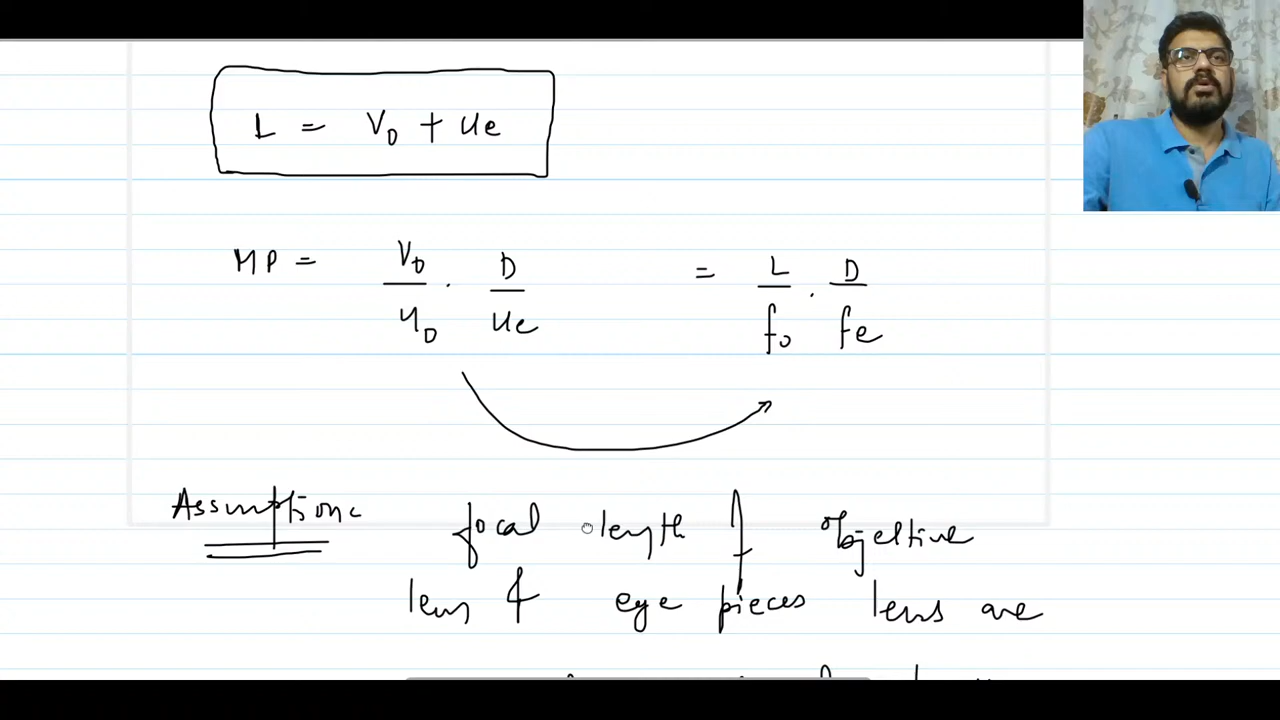 L = V₀ + Ue
MP = V₀/U₀ · D/Ue = L/f₀ · D/fe
Assumptions focal length of objective
lens & eye pieces lens are